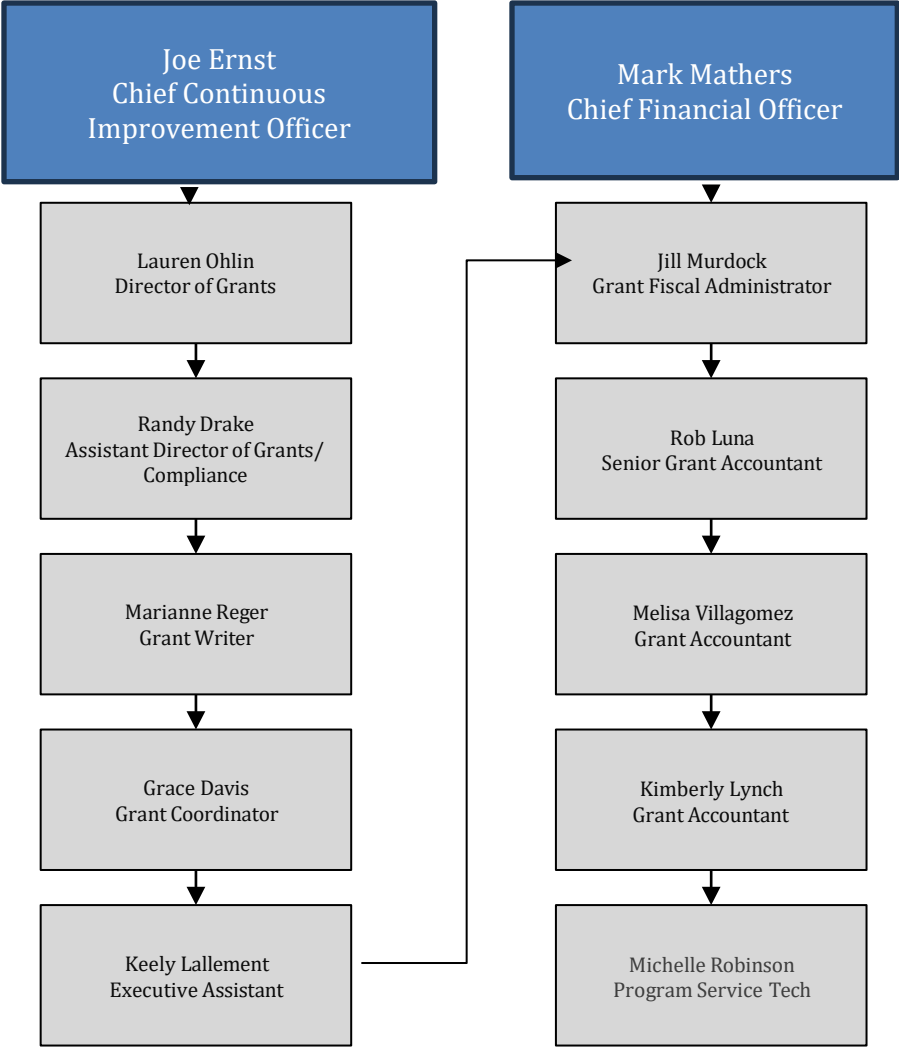 Joe Ernst
Chief Continuous
Improvement Officer
Lauren Ohlin
Director of Grants
Randy Drake
Assistant Director of Grants/
Compliance
Marianne Reger
Grant Writer
Grace Davis
Grant Coordinator
Keely Lallement
Executive Assistant
Mark Mathers
Chief Financial Officer
Jill Murdock
Grant Fiscal Administrator
Rob Luna
Senior Grant Accountant
Melisa Villagomez
Grant Accountant
Kimberly Lynch
Grant Accountant
Michelle Robinson
Program Service Tech